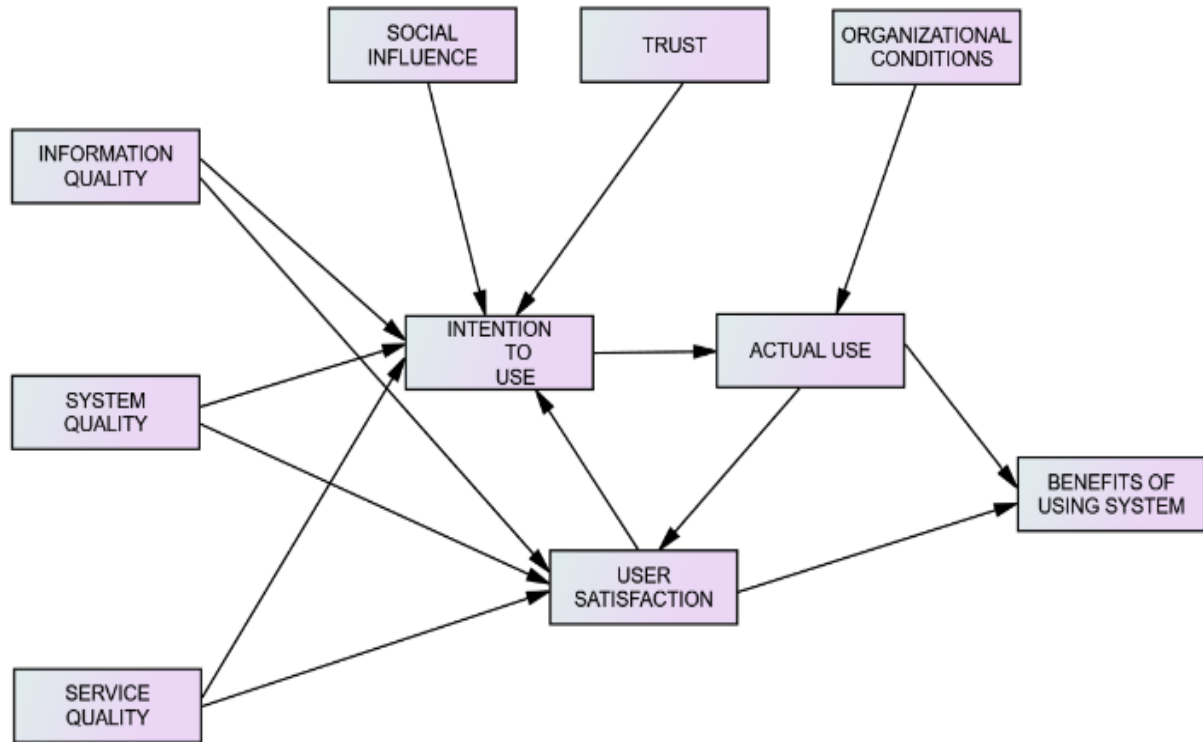 SOCIAL
INFLUENCE
TRUST
ORGANIZATIONAL
CONDITIONS
INFORMATION
QUALITY
INTENTION
TO
USE
ACTUAL USE
SYSTEM
QUALITY
BENEFITS OF
USING SYSTEM
USER
SATISFACTION
SERVICE
QUALITY